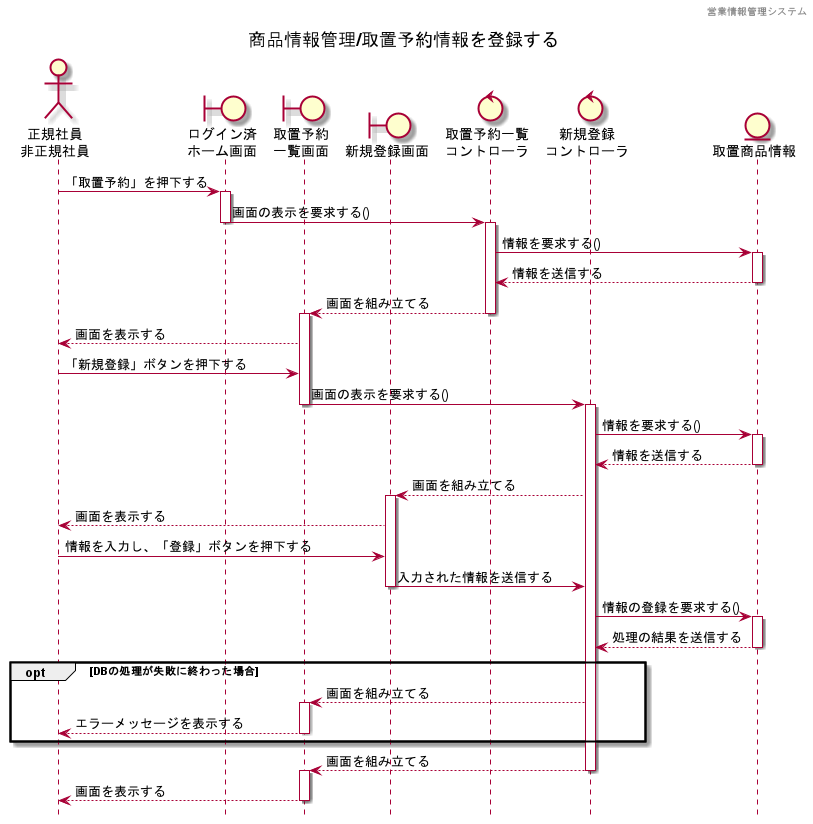 営業情報管理システム
商品情報管理/取置予約情報を登録する
正規社員
非正規社員
ログイン済
ホーム画面
取置予約
一覧画面
新規登録画面
取置予約一覧
コントローラ
新規登録
コントローラ
取置商品情報
「取置予約」を押下する
画面の表示を要求する()
情報を要求する()
情報を送信する
画面を組み立てる
画面を表示する
「新規登録」ボタンを押下する
画面の表示を要求する()
情報を要求する()
情報を送信する
画面を組み立てる
画面を表示する
情報を入力し、「登録」ボタンを押下する
入力された情報を送信する
情報の登録を要求する()
処理の結果を送信する
opt [DBの処理が失敗に終わった場合]
画面を組み立てる
エラーメッセージを表示する
画面を組み立てる
画面を表示する